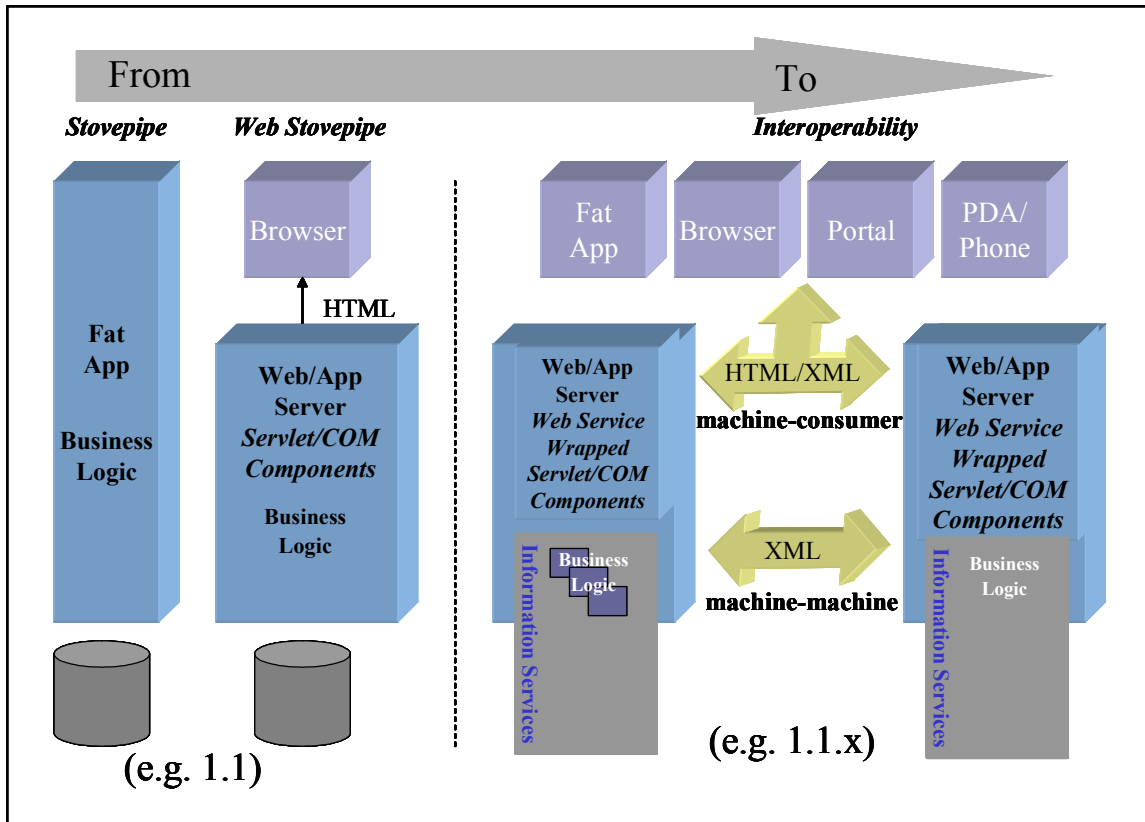 From
To
Stovepipe
Web Stovepipe
Interoperability
Fat
App
Business
Logic
Browser
HTML
Web/App
Server
Servlet/COM
Components
Business
Logic
(e.g. 1.1)
Fat
App
Browser
Portal
PDA/
Phone
Web/App
Server
Web Service
Wrapped
Servlet/COM
Components
Information Services
Business
Logic
HTML/XML
machine-consumer
XML
machine-machine
Web/App
Server
Web Service
Wrapped
Servlet/COM
Components
Information Services
Business
Logic
(e.g. 1.1.x)